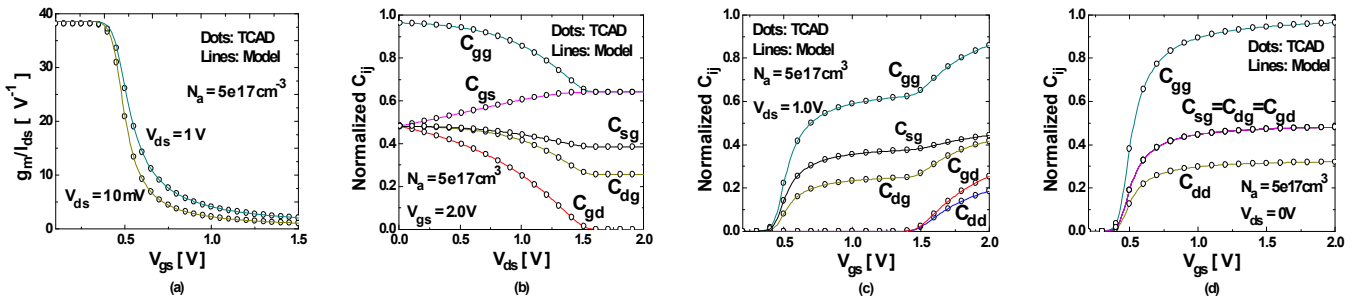 g_m/I_ds [ V^-1]
40
30
20
10
0
Dots: TCAD
Lines: Model
N_a = 5e17cm^-3
V_ds = 1 V
V_ds = 10 mV
0.5
1.0
1.5
V_gs [ V]
(a)
Normalized C_ij
1.0
0.8
0.6
0.4
0.2
0.0
Dots: TCAD
Lines: Model
C_gg
C_gs
C_sg
C_dg
C_gd
N_a = 5e17cm^3
V_gs = 2.0V
0.0
0.5
1.0
1.5
2.0
V_ds [ V]
(b)
Normalized C_ij
1.0
0.8
0.6
0.4
0.2
0.0
Dots: TCAD
Lines: Model
N_a = 5e17cm^3
V_ds = 1.0V
C_gg
C_sg
C_dg
C_gd
C_dd
0.5
1.0
1.5
2.0
V_gs [ V]
(c)
Normalized C_ij
1.0
0.8
0.6
0.4
0.2
0.0
Dots: TCAD
Lines: Model
C_gg
C_sg=C_dg=C_gd
C_dd
N_a = 5e17cm^3
V_ds = 0V
0.5
1.0
1.5
2.0
V_gs [ V]
(d)